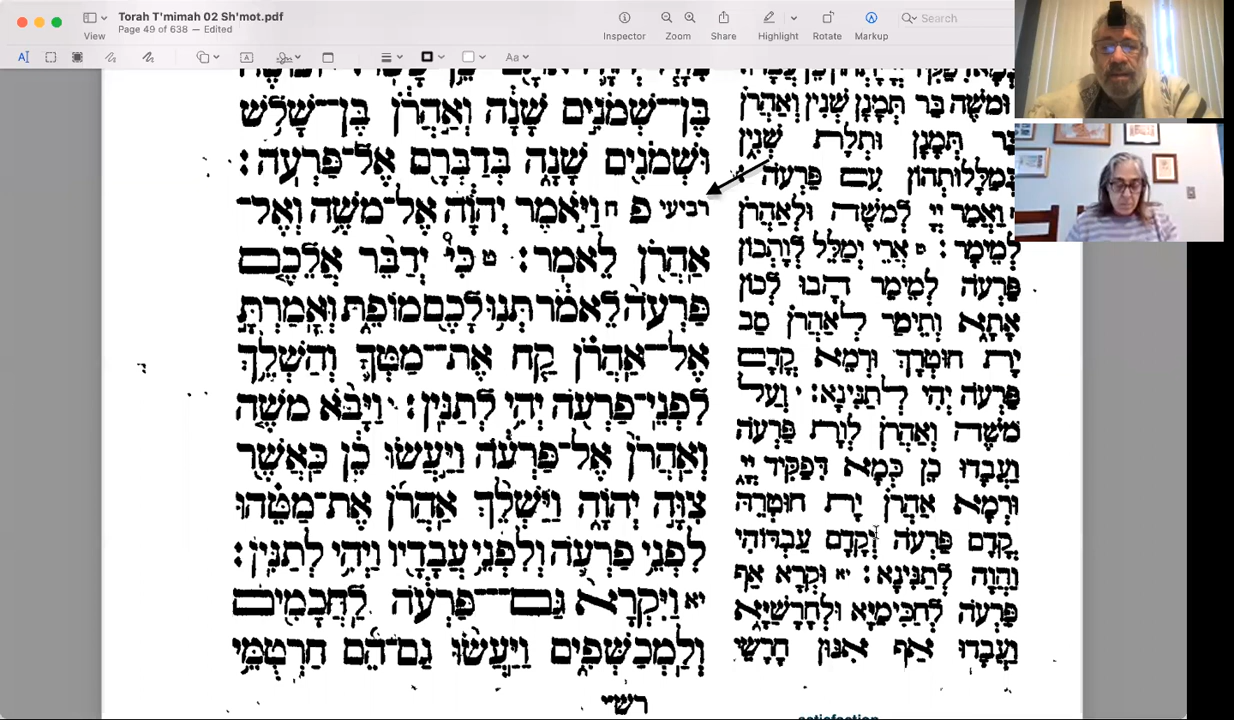 Torah T'mimah 02 Sh'mot.pdf
Page 49 of 638 – Edited
View
Inspector
Zoom
Share
Highlight
Rotate
Markup
Search
Aa
בֶּן־שְׁמֹנִים שָׁנָה וְאַהֲרֹן בֶּן־שָׁלֹשׁ
וּשְׁמֹנִים שָׁנָה בְּדַבְּרָם אֶל־פַּרְעֹה:
רביעי פ ח וַיֹּאמֶר יְהוָֹה אֶל־מֹשֶׁה וְאֶל־
אַהֲרֹן לֵאמֹר: ט כִּי יְדַבֵּר אֲלֵכֶם
פַּרְעֹה לֵאמֹר תְּנוּ לָכֶם מוֹפֵת וְאָמַרְתָּ
אֶל־אַהֲרֹן קַח אֶת־מַטְּךָ וְהַשְׁלֵךְ
לִפְנֵי־פַרְעֹה יְהִי לְתַנִּין: י וַיָּבֹא מֹשֶׁה
וְאַהֲרֹן אֶל־פַּרְעֹה וַיַּעֲשׂוּ כֵן כַּאֲשֶׁר
צִוָּה יְהוָֹה וַיַּשְׁלֵךְ אַהֲרֹן אֶת־מַטֵּהוּ
לִפְנֵי פַרְעֹה וְלִפְנֵי עֲבָדָיו וַיְהִי לְתַנִּין:
יא וַיִּקְרָא גַּם־פַּרְעֹה לַחֲכָמִים
וְלַמְכַשְּׁפִים וַיַּעֲשׂוּ גַם־הֵם חַרְטֻמֵּי
רש״י
וּמֹשֶׁה בַּר תְּמָנָן שְׁנִין וְאַהֲרֹן
בַּר תְּמָנָן וּתְלָת שְׁנִין
בְּמַלָּלוּתְהוֹן עִם פַּרְעֹה:
וַאֲמַר יְיָ לְמֹשֶׁה וּלְאַהֲרֹן
לְמֵימָר: ט אֲרֵי יְמַלֵּל לְוָתְכוֹן
פַּרְעֹה לְמֵימַר הָבוּ לְכוֹן
אָתָא וְתֵימַר לְאַהֲרֹן סַב
יָת חוּטְרָךְ וּרְמָא קֳדָם
פַּרְעֹה יְהִי לְתַנִּינָא: י וְעַל
מֹשֶׁה וְאַהֲרֹן לְוַת פַּרְעֹה
וַעֲבָדוּ כֵן כְּמָא דְּפַקֵּיד יְיָ
וּרְמָא אַהֲרֹן יָת חוּטְרֵהּ
קֳדָם פַּרְעֹה וְקָדָם עַבְדּוֹהִי
וַהֲוָה לְתַנִּינָא: יא וּקְרָא אַף
פַּרְעֹה לְחַכִּימַיָּא וּלְחָרָשַׁיָּא
וַעֲבָדוּ אַף אִנּוּן חָרָשֵׁי